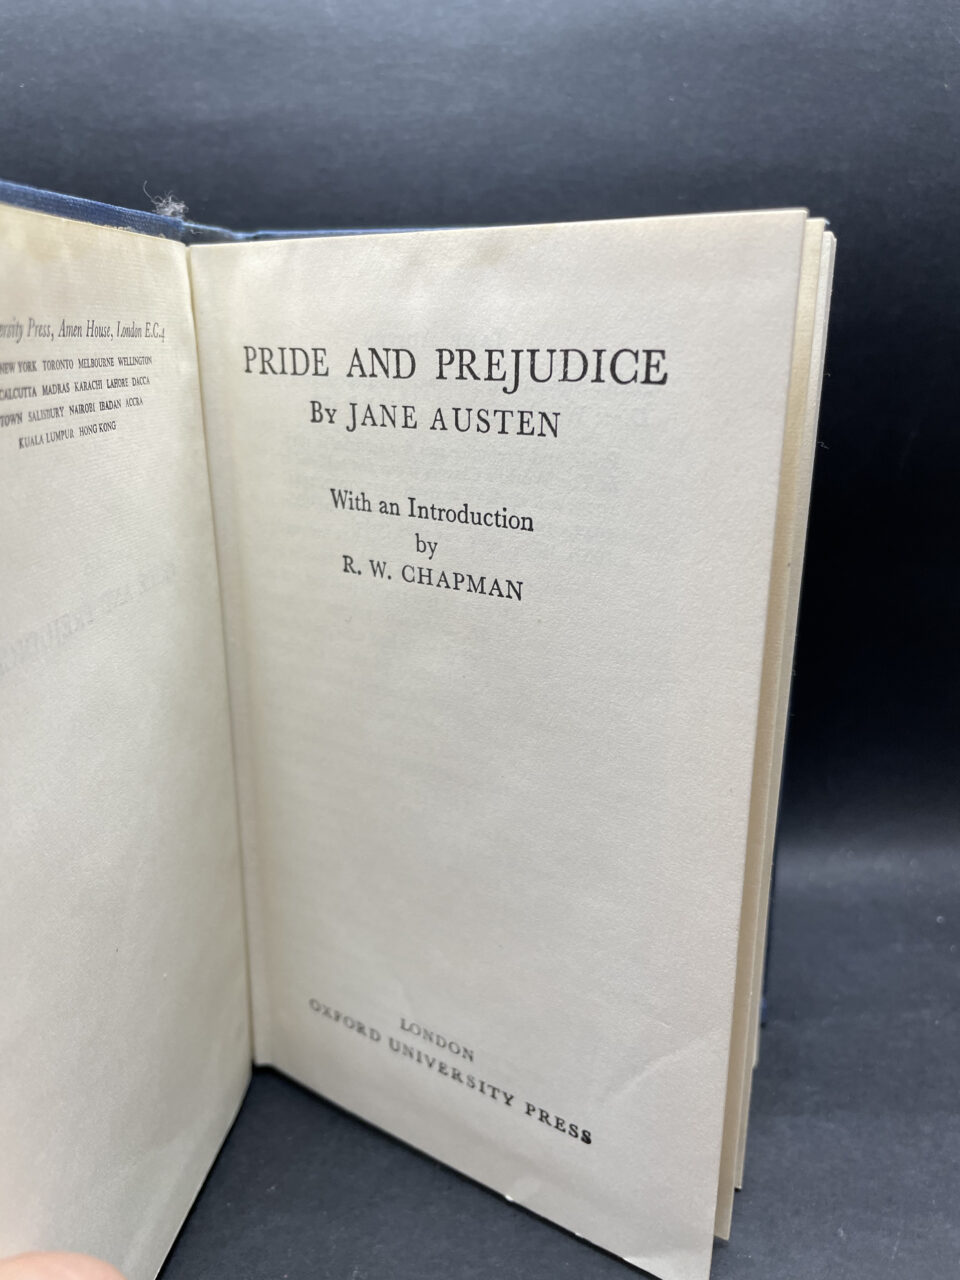 Press, Amen House, London E.C.4
NEW YORK TORONTO MELBOURNE WELLINGTON
CALCUTTA MADRAS KARACHI LAHORE DACCA
TOWN SALISBURY NAIROBI IBADAN ACCRA
KUALA LUMPUR HONG KONG
PRIDE AND PREJUDICE
By JANE AUSTEN
With an Introduction
by
R. W. CHAPMAN
LONDON
OXFORD UNIVERSITY PRESS